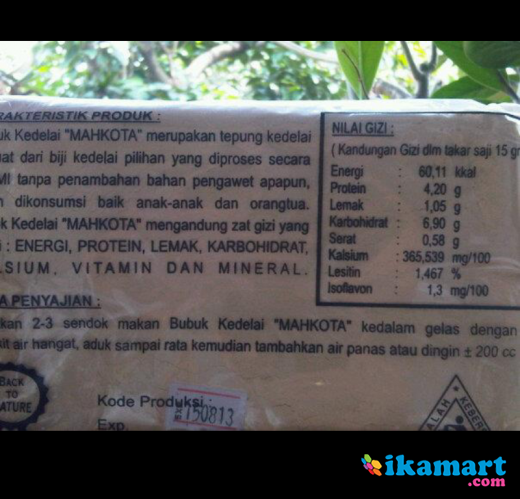 RAKTERISTIK PRODUK :
uk Kedelai "MAHKOTA" merupakan tepung kedelai
at dari biji kedelai pilihan yang diproses secara
MI tanpa penambahan bahan pengawet apapun,
n dikonsumsi baik anak-anak dan orangtua.
k Kedelai "MAHKOTA" mengandung zat gizi yang
i : ENERGI, PROTEIN, LEMAK, KARBOHIDRAT,
LSIUM, VITAMIN DAN MINERAL.
NILAI GIZI :
( Kandungan Gizi dlm takar saji 15 gr
Energi : 60,11 kkal
Protein : 4,20 g
Lemak : 1,05 g
Karbohidrat : 6,90 g
Serat : 0,58 g
Kalsium : 365,539 mg/100
Lesitin : 1,467 %
Isoflavon : 1,3 mg/100
A PENYAJIAN :
kan 2-3 sendok makan Bubuk Kedelai "MAHKOTA" kedalam gelas dengan
it air hangat, aduk sampai rata kemudian tambahkan air panas atau dingin ± 200 cc
BACK
TO
ATURE
Kode Produksi :
Exp.
150813
ALAH
KEBER
ikamart
.com